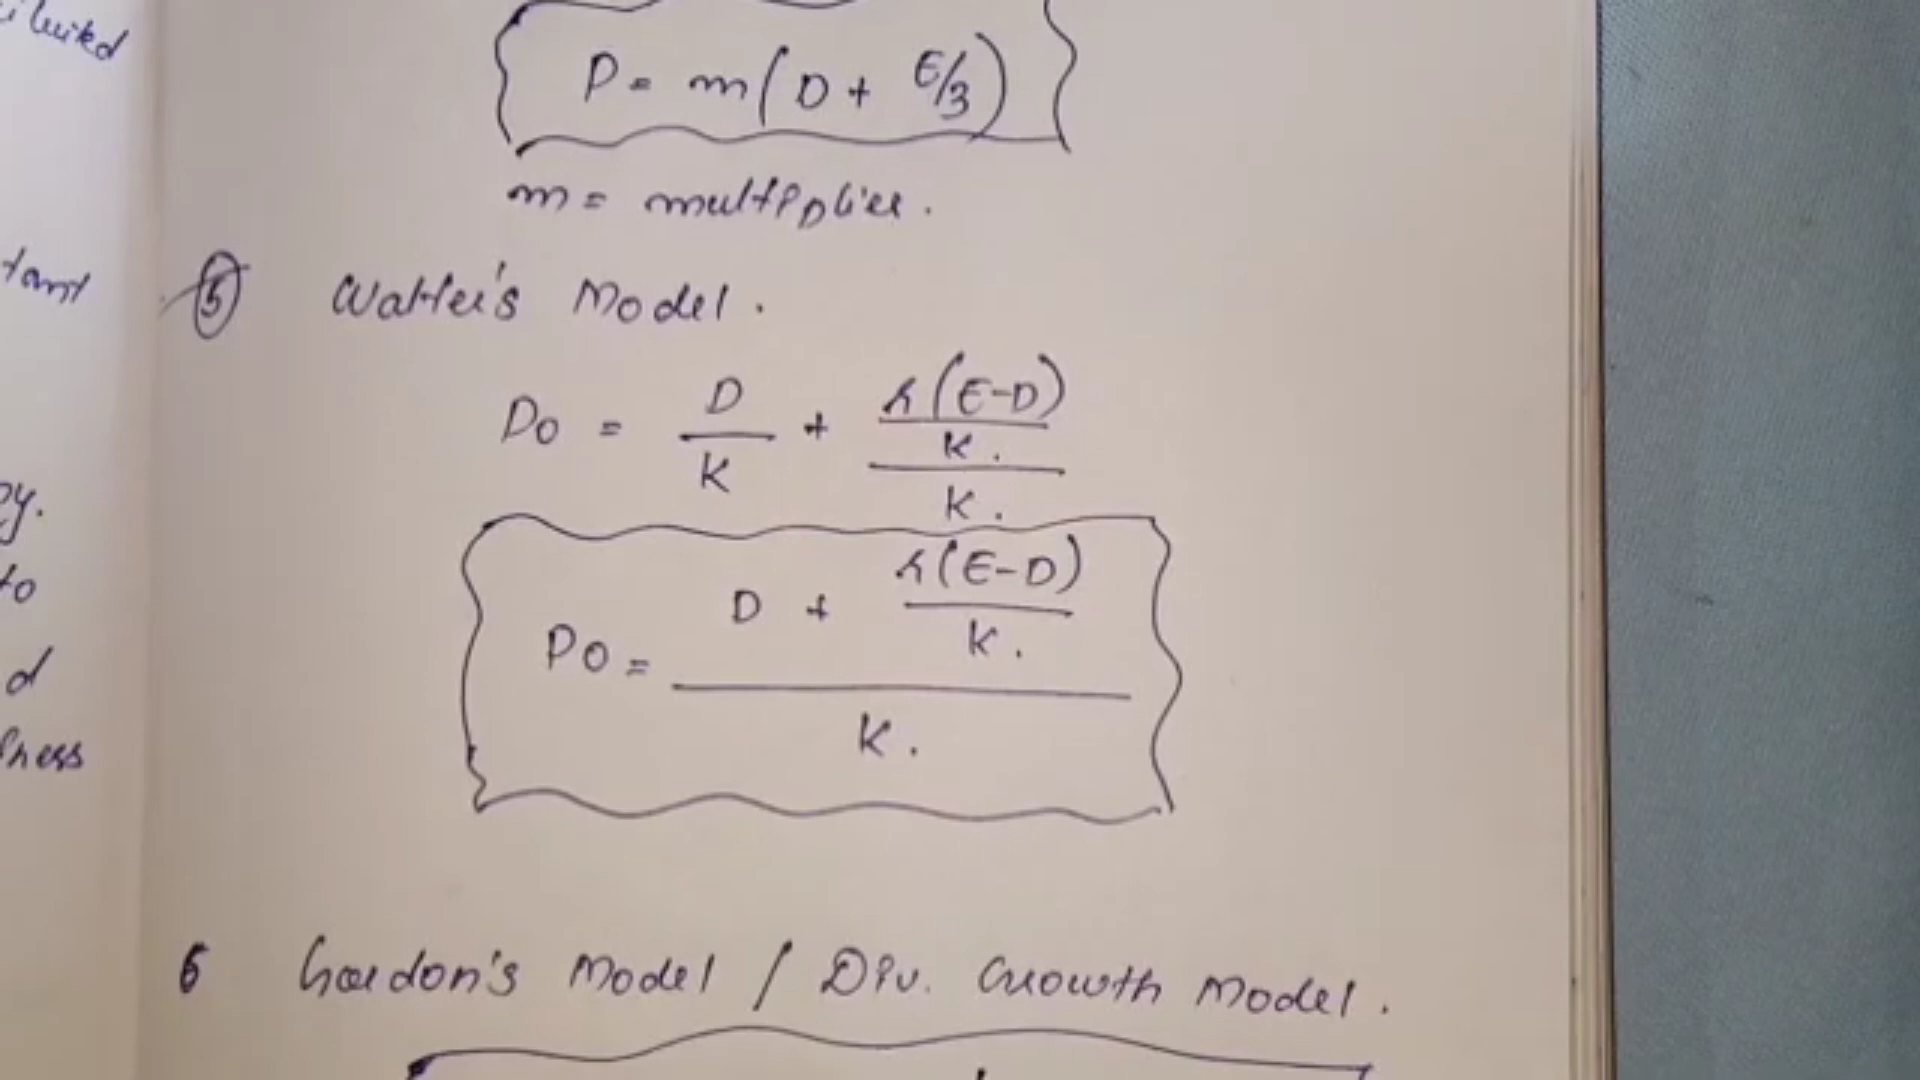 P = m(D + E/3)
m = multiplier.
⑤ Walter's Model.
Po = D/K + (r(E-D)/K.)/K.
Po = (D + r(E-D)/K.)/K.
6 Gordon's Model / Div. Growth Model.